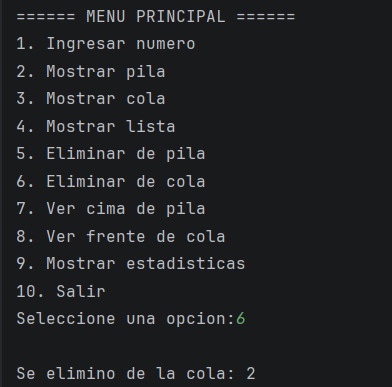 ====== MENU PRINCIPAL ======
1. Ingresar numero
2. Mostrar pila
3. Mostrar cola
4. Mostrar lista
5. Eliminar de pila
6. Eliminar de cola
7. Ver cima de pila
8. Ver frente de cola
9. Mostrar estadisticas
10. Salir
Seleccione una opcion:6
Se elimino de la cola: 2